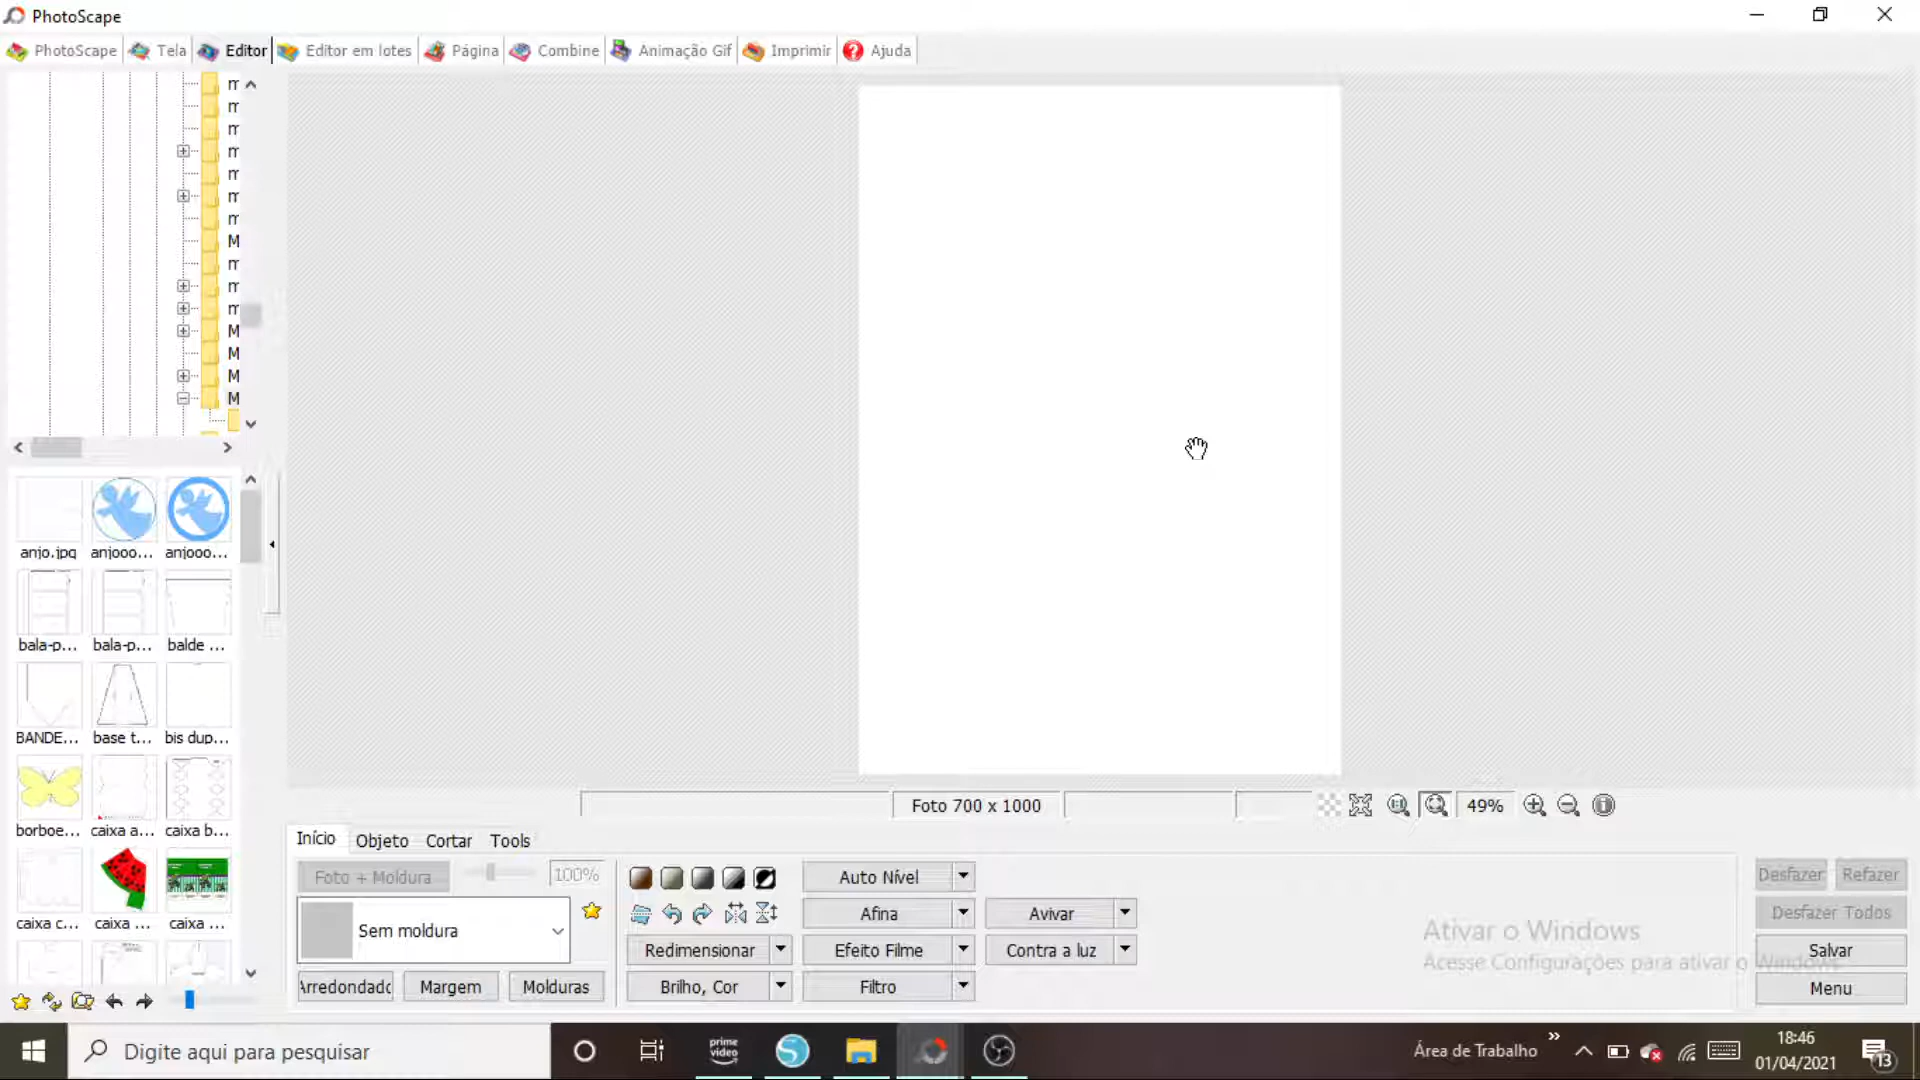 PhotoScape
PhotoScape Tela Editor Editor em lotes Página Combine Animação Gif Imprimir Ajuda
M
M
M
M
M
anjo.jpg anjooo... anjooo...
bala-p... bala-p... balde ...
BANDE... base t... bis dup...
borboe... caixa a... caixa b...
caixa c... caixa ... caixa ...
Foto 700 x 1000
49%
Início Objeto Cortar Tools
Foto + Moldura 100%
Sem moldura
Arredondado Margem Molduras
Redimensionar
Brilho, Cor
Auto Nível
Afina Avivar
Efeito Filme Contra a luz
Filtro
Desfazer Refazer
Desfazer Todos
Salvar
Menu
Ativar o Windows
Acesse Configurações para ativar o Windows.
Digite aqui para pesquisar
prime video
Área de Trabalho
18:46
01/04/2021
13